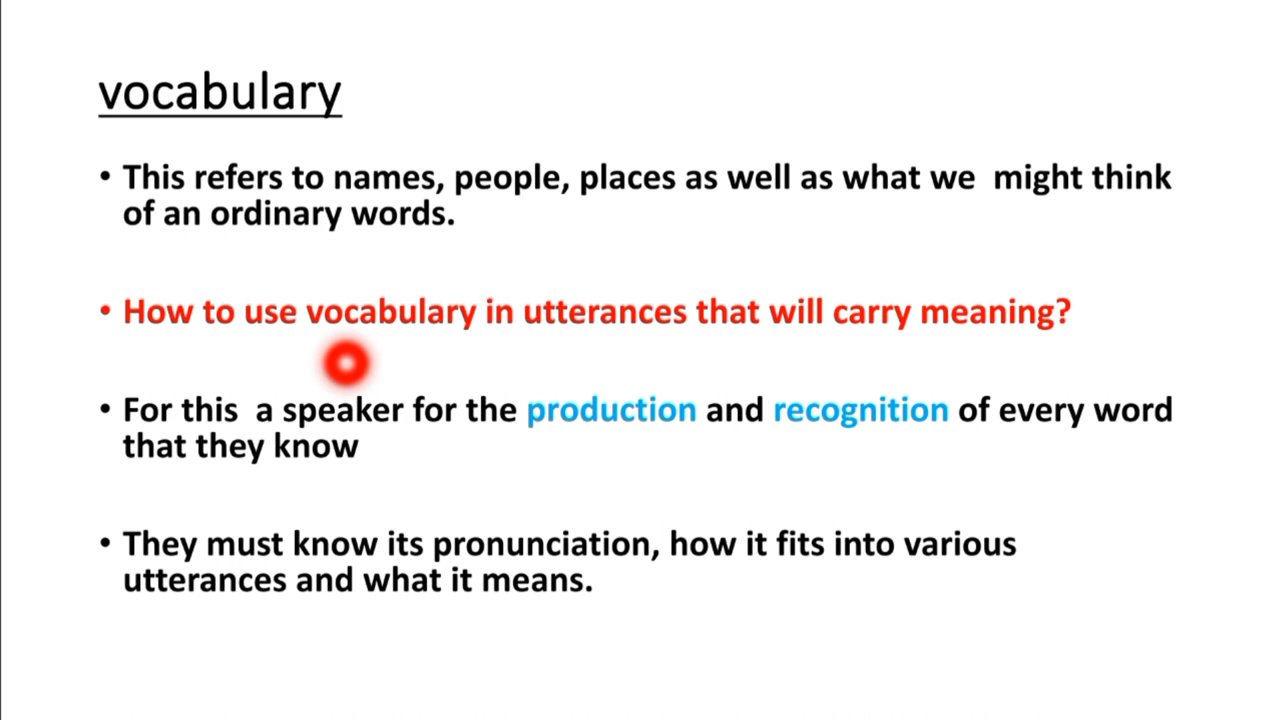 vocabulary
• This refers to names, people, places as well as what we  might think
of an ordinary words.
• How to use vocabulary in utterances that will carry meaning?
• For this  a speaker for the production and recognition of every word
that they know
• They must know its pronunciation, how it fits into various
utterances and what it means.